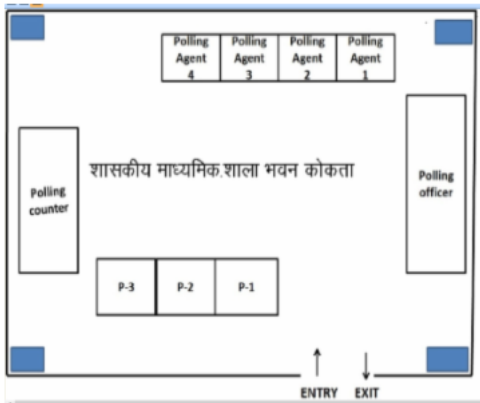 Polling Agent 4
Polling Agent 3
Polling Agent 2
Polling Agent 1
शासकीय माध्यमिक.शाला भवन कोकता
Polling counter
Polling officer
P-3
P-2
P-1
ENTRY
EXIT